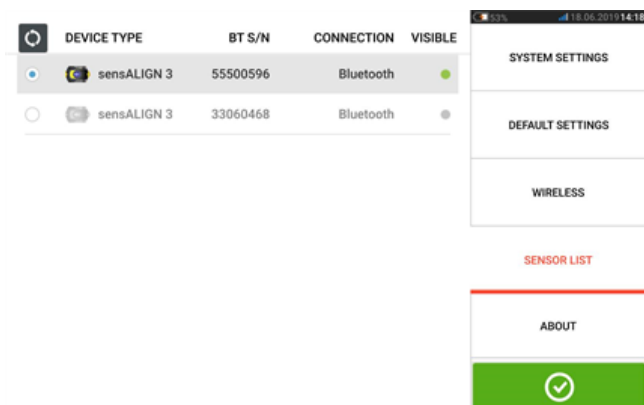 DEVICE TYPE BT S/N CONNECTION VISIBLE
sensALIGN 3 55500596 Bluetooth
sensALIGN 3 33060468 Bluetooth
53% 18.06.2019 14:18
SYSTEM SETTINGS
DEFAULT SETTINGS
WIRELESS
SENSOR LIST
ABOUT